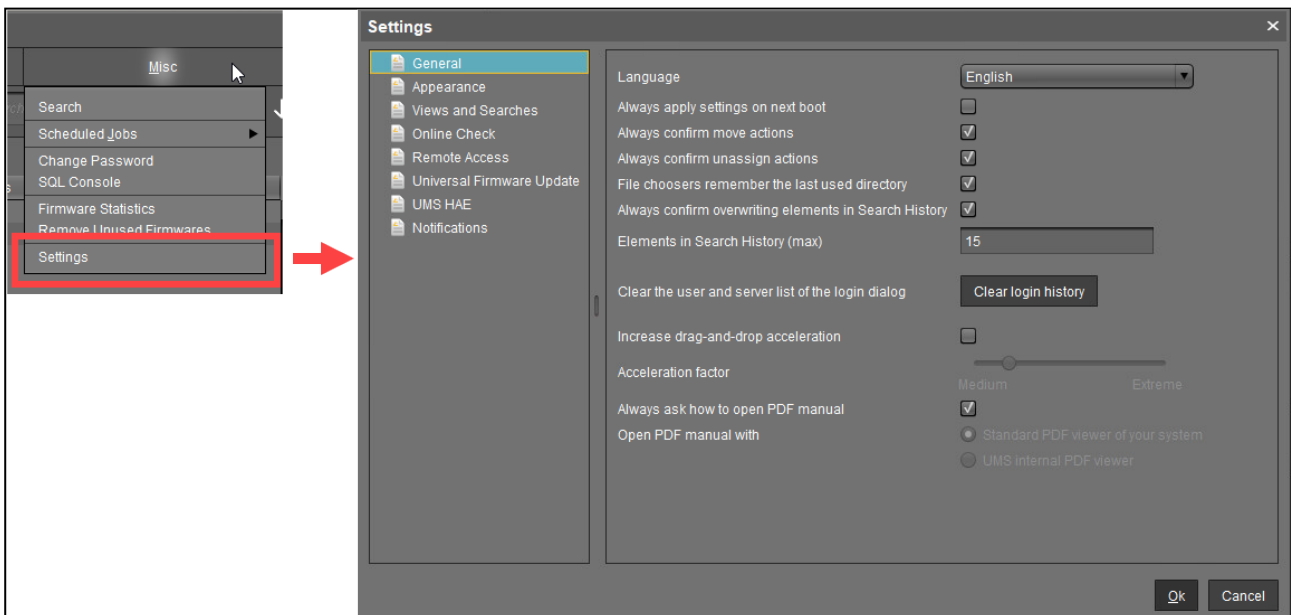 Misc
Search
Scheduled Jobs
Change Password
SQL Console
Firmware Statistics
Remove Unused Firmwares
Settings
Settings
General
Appearance
Views and Searches
Online Check
Remote Access
Universal Firmware Update
UMS HAE
Notifications
Language English
Always apply settings on next boot
Always confirm move actions
Always confirm unassign actions
File choosers remember the last used directory
Always confirm overwriting elements in Search History
Elements in Search History (max) 15
Clear the user and server list of the login dialog Clear login history
Increase drag-and-drop acceleration
Acceleration factor
Medium Extreme
Always ask how to open PDF manual
Open PDF manual with Standard PDF viewer of your system
UMS internal PDF viewer
Ok Cancel